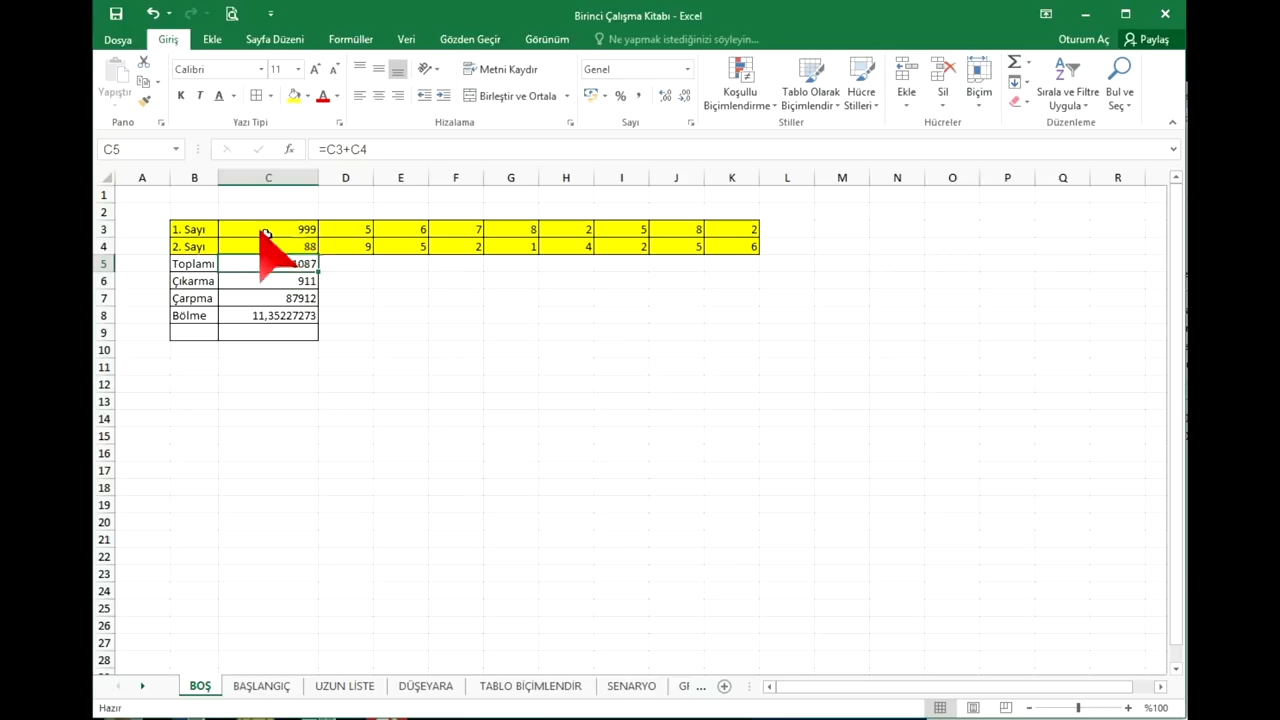 Birinci Çalışma Kitabı - Excel
Dosya Giriş Ekle Sayfa Düzeni Formüller Veri Gözden Geçir Görünüm Ne yapmak istediğinizi söyleyin... Oturum Aç Paylaş
Yapıştır
Calibri 11
K T A A
Metni Kaydır
Birleştir ve Ortala
Genel
%
Koşullu Biçimlendirme
Tablo Olarak Biçimlendir
Hücre Stilleri
Ekle Sil Biçim
Sırala ve Filtre Uygula
Bul ve Seç
Pano Yazı Tipi Hizalama Sayı Stiller Hücreler Düzenleme
C5 fx =C3+C4
A B C D E F G H I J K L M N O P Q R
1
2
3 1. Sayı 999 5 6 7 8 2 5 8 2
4 2. Sayı 88 9 5 2 1 4 2 5 6
5 Toplamı 1087
6 Çıkarma 911
7 Çarpma 87912
8 Bölme 11,35227273
9
10
11
12
13
14
15
16
17
18
19
20
21
22
23
24
25
26
27
28
BOŞ BAŞLANGIÇ UZUN LİSTE DÜŞEYARA TABLO BİÇİMLENDİR SENARYO ...
Hazır %100